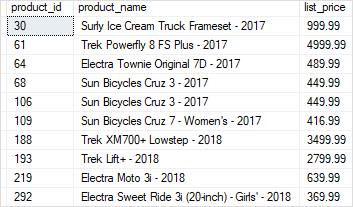 product_id product_name list_price
30 Surly Ice Cream Truck Frameset - 2017 999.99
61 Trek Powerfly 8 FS Plus - 2017 4999.99
64 Electra Townie Original 7D - 2017 489.99
68 Sun Bicycles Cruz 3 - 2017 449.99
106 Sun Bicycles Cruz 3 - 2017 449.99
109 Sun Bicycles Cruz 7 - Women's - 2017 416.99
188 Trek XM700+ Lowstep - 2018 3499.99
193 Trek Lift+ - 2018 2799.99
219 Electra Moto 3i - 2018 639.99
292 Electra Sweet Ride 3i (20-inch) - Girls' - 2018 369.99